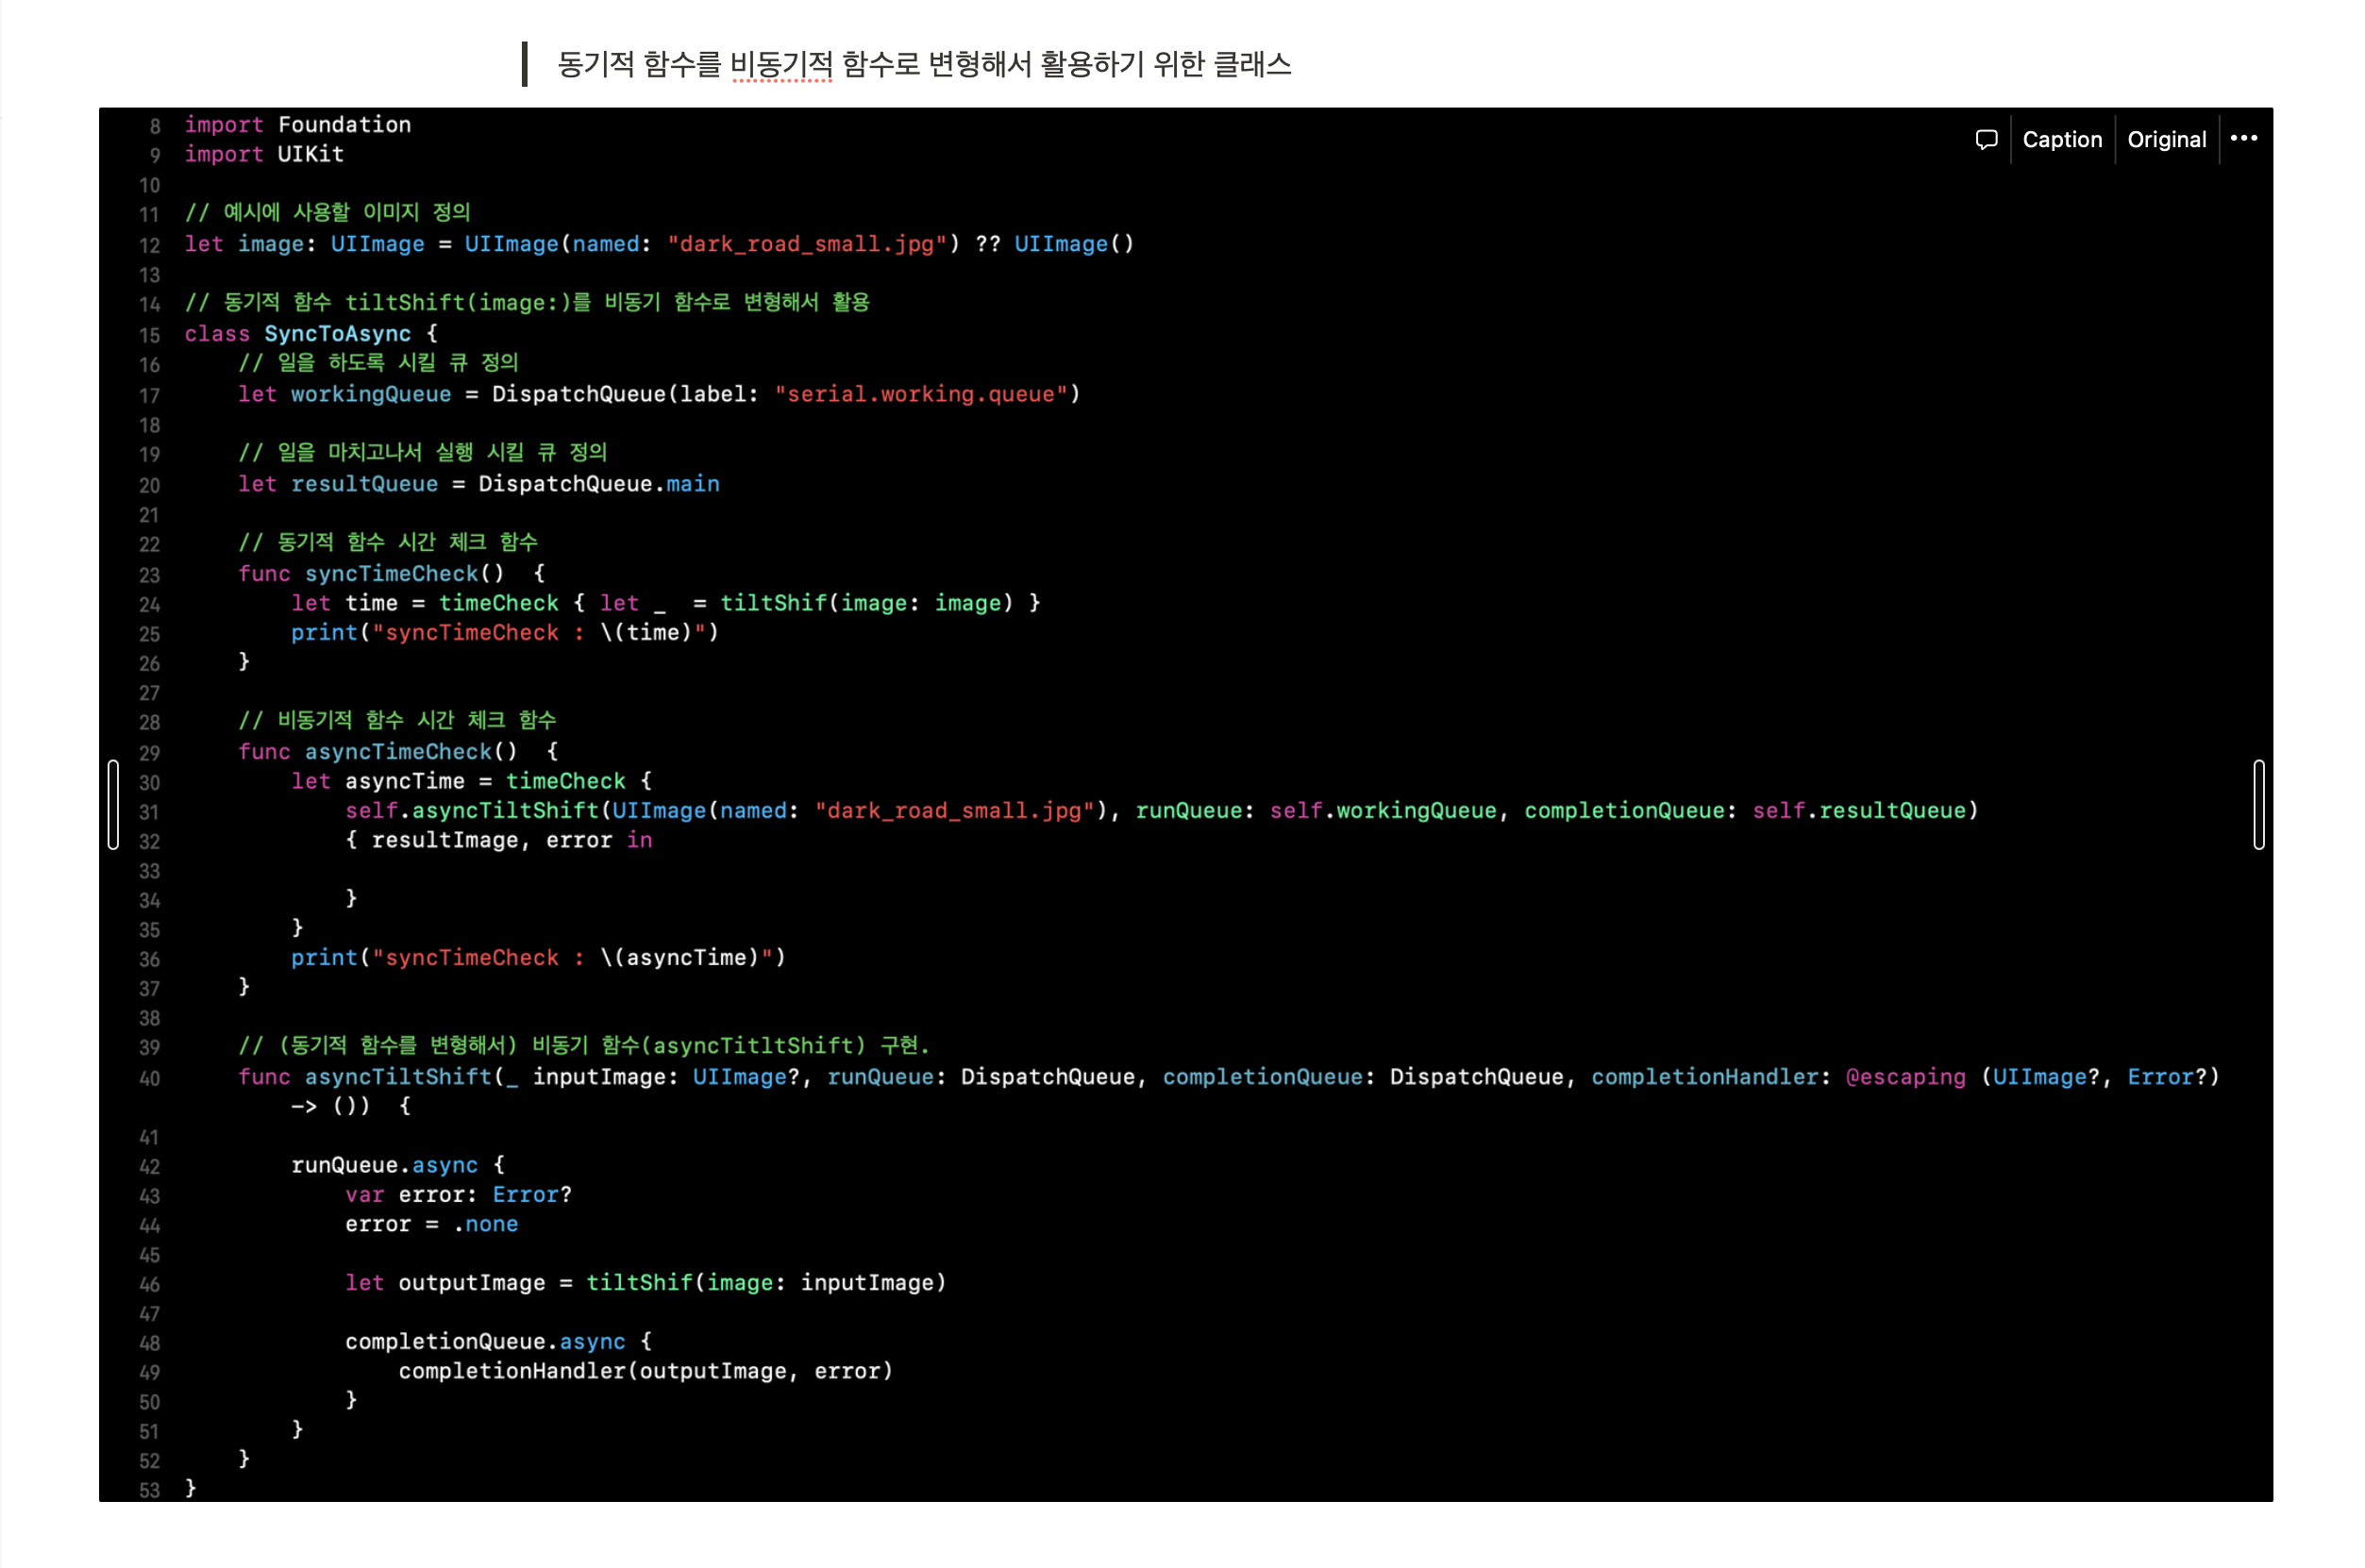 동기적 함수를 비동기적 함수로 변형해서 활용하기 위한 클래스
Caption Original •••
8 import Foundation
9 import UIKit
10
11 // 예시에 사용할 이미지 정의
12 let image: UIImage = UIImage(named: "dark_road_small.jpg") ?? UIImage()
13
14 // 동기적 함수 tiltShift(image:)를 비동기 함수로 변형해서 활용
15 class SyncToAsync {
16     // 일을 하도록 시킬 큐 정의
17     let workingQueue = DispatchQueue(label: "serial.working.queue")
18
19     // 일을 마치고나서 실행 시킬 큐 정의
20     let resultQueue = DispatchQueue.main
21
22     // 동기적 함수 시간 체크 함수
23     func syncTimeCheck()  {
24         let time = timeCheck { let _  = tiltShif(image: image) }
25         print("syncTimeCheck : \(time)")
26     }
27
28     // 비동기적 함수 시간 체크 함수
29     func asyncTimeCheck()  {
30         let asyncTime = timeCheck {
31             self.asyncTiltShift(UIImage(named: "dark_road_small.jpg"), runQueue: self.workingQueue, completionQueue: self.resultQueue)
32             { resultImage, error in
33
34             }
35         }
36         print("syncTimeCheck : \(asyncTime)")
37     }
38
39     // (동기적 함수를 변형해서) 비동기 함수(asyncTitltShift) 구현.
40     func asyncTiltShift(_ inputImage: UIImage?, runQueue: DispatchQueue, completionQueue: DispatchQueue, completionHandler: @escaping (UIImage?, Error?)
        -> ())  {
41
42         runQueue.async {
43             var error: Error?
44             error = .none
45
46             let outputImage = tiltShif(image: inputImage)
47
48             completionQueue.async {
49                 completionHandler(outputImage, error)
50             }
51         }
52     }
53 }